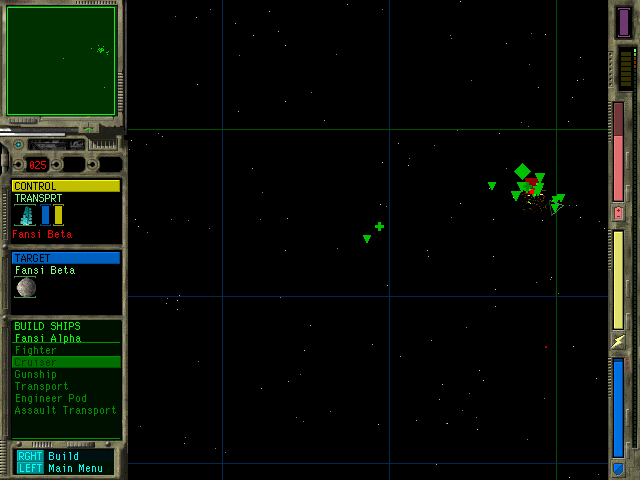 025
CONTROL
TRANSPRT
Fansi Beta
TARGET
Fansi Beta
BUILD SHIPS
Fansi Alpha
Fighter
Cruiser
Gunship
Transport
Engineer Pod
Assault Transport
RGHT Build
LEFT Main Menu